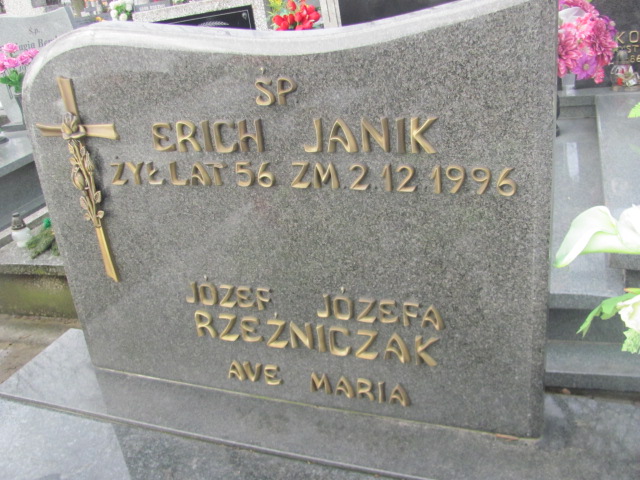 ŚP
ERICH JANIK
ŻYŁ LAT 56 ZM. 2.12.1996
JÓZEF JÓZEFA
RZEŹNICZAK
AVE MARIA